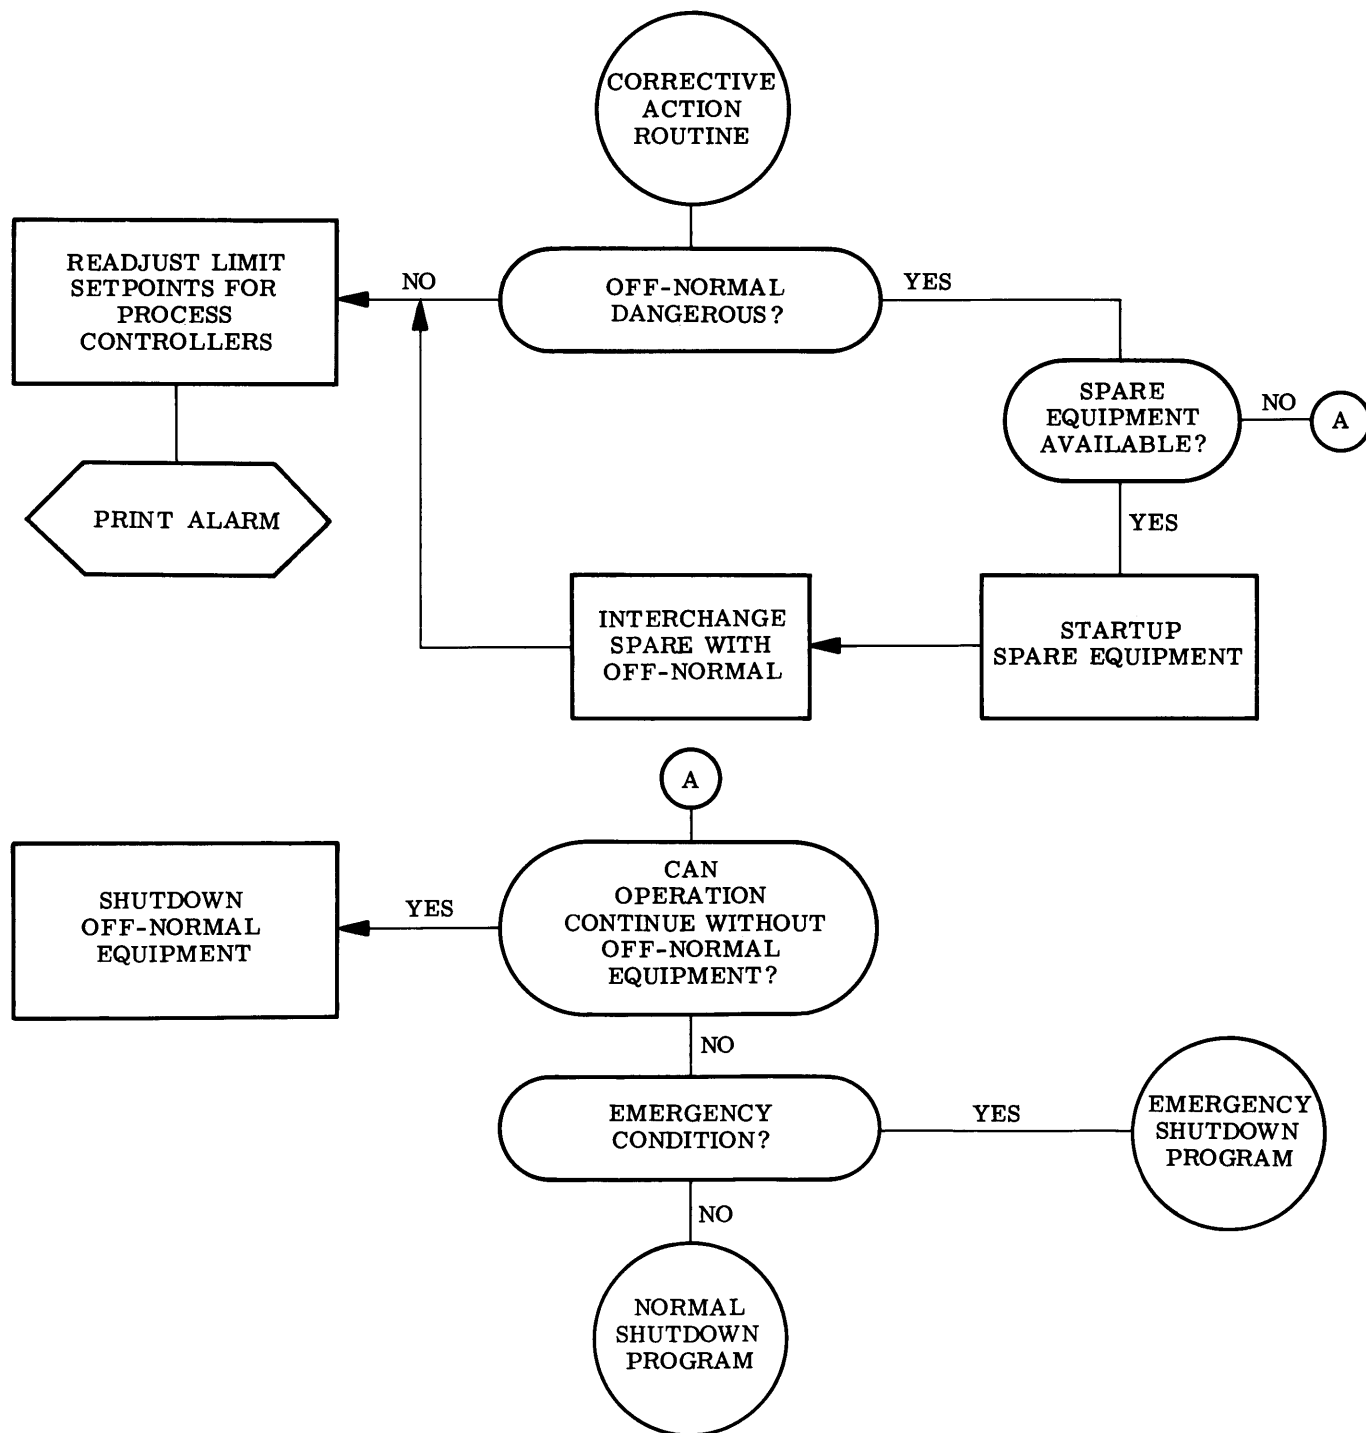 CORRECTIVE
ACTION
ROUTINE
READJUST LIMIT
SETPOINTS FOR
PROCESS
CONTROLLERS
NO
OFF-NORMAL
DANGEROUS?
YES
SPARE
EQUIPMENT
AVAILABLE?
NO
A
PRINT ALARM
YES
INTERCHANGE
SPARE WITH
OFF-NORMAL
STARTUP
SPARE EQUIPMENT
A
SHUTDOWN
OFF-NORMAL
EQUIPMENT
YES
CAN
OPERATION
CONTINUE WITHOUT
OFF-NORMAL
EQUIPMENT?
NO
EMERGENCY
CONDITION?
YES
EMERGENCY
SHUTDOWN
PROGRAM
NO
NORMAL
SHUTDOWN
PROGRAM